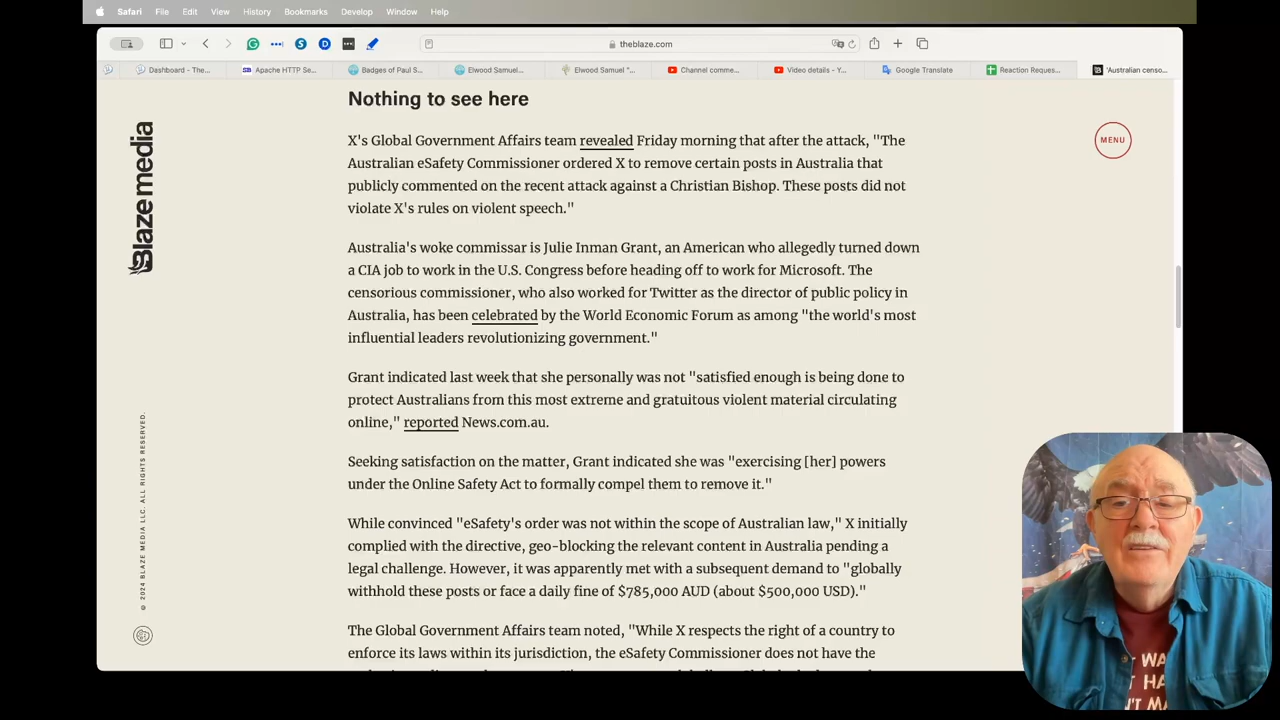 Safari File Edit View History Bookmarks Develop Window Help
theblaze.com
Dashboard - The... Apache HTTP Se... Badges of Paul S... Elwood Samuel... Elwood Samuel "... Channel comme... Video details - Y... Google Translate Reaction Reques... 'Australian censo...
Blaze media
© 2024 BLAZE MEDIA LLC. ALL RIGHTS RESERVED.
MENU
Nothing to see here
X's Global Government Affairs team revealed Friday morning that after the attack, "The
Australian eSafety Commissioner ordered X to remove certain posts in Australia that
publicly commented on the recent attack against a Christian Bishop. These posts did not
violate X's rules on violent speech."
Australia's woke commissar is Julie Inman Grant, an American who allegedly turned down
a CIA job to work in the U.S. Congress before heading off to work for Microsoft. The
censorious commissioner, who also worked for Twitter as the director of public policy in
Australia, has been celebrated by the World Economic Forum as among "the world's most
influential leaders revolutionizing government."
Grant indicated last week that she personally was not "satisfied enough is being done to
protect Australians from this most extreme and gratuitous violent material circulating
online," reported News.com.au.
Seeking satisfaction on the matter, Grant indicated she was "exercising [her] powers
under the Online Safety Act to formally compel them to remove it."
While convinced "eSafety's order was not within the scope of Australian law," X initially
complied with the directive, geo-blocking the relevant content in Australia pending a
legal challenge. However, it was apparently met with a subsequent demand to "globally
withhold these posts or face a daily fine of $785,000 AUD (about $500,000 USD)."
The Global Government Affairs team noted, "While X respects the right of a country to
enforce its laws within its jurisdiction, the eSafety Commissioner does not have the